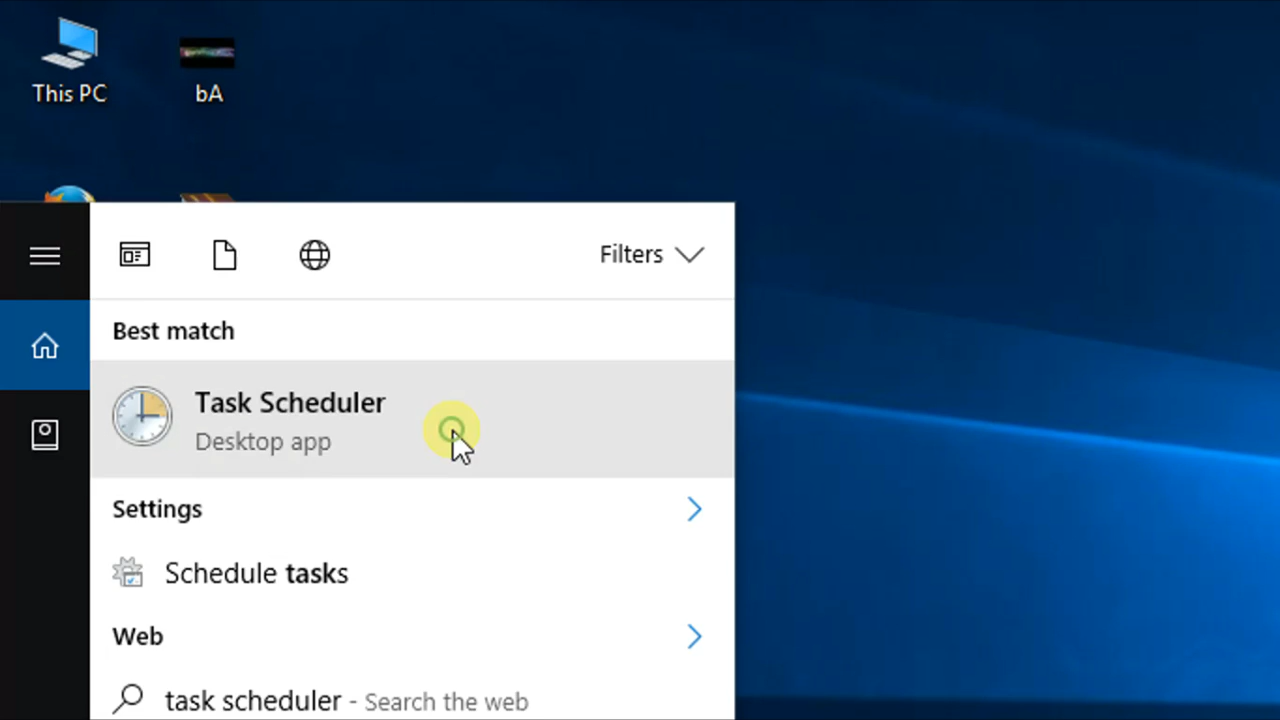 This PC
bA
Filters
Best match
Task Scheduler
Desktop app
Settings
Schedule tasks
Web
task scheduler - Search the web